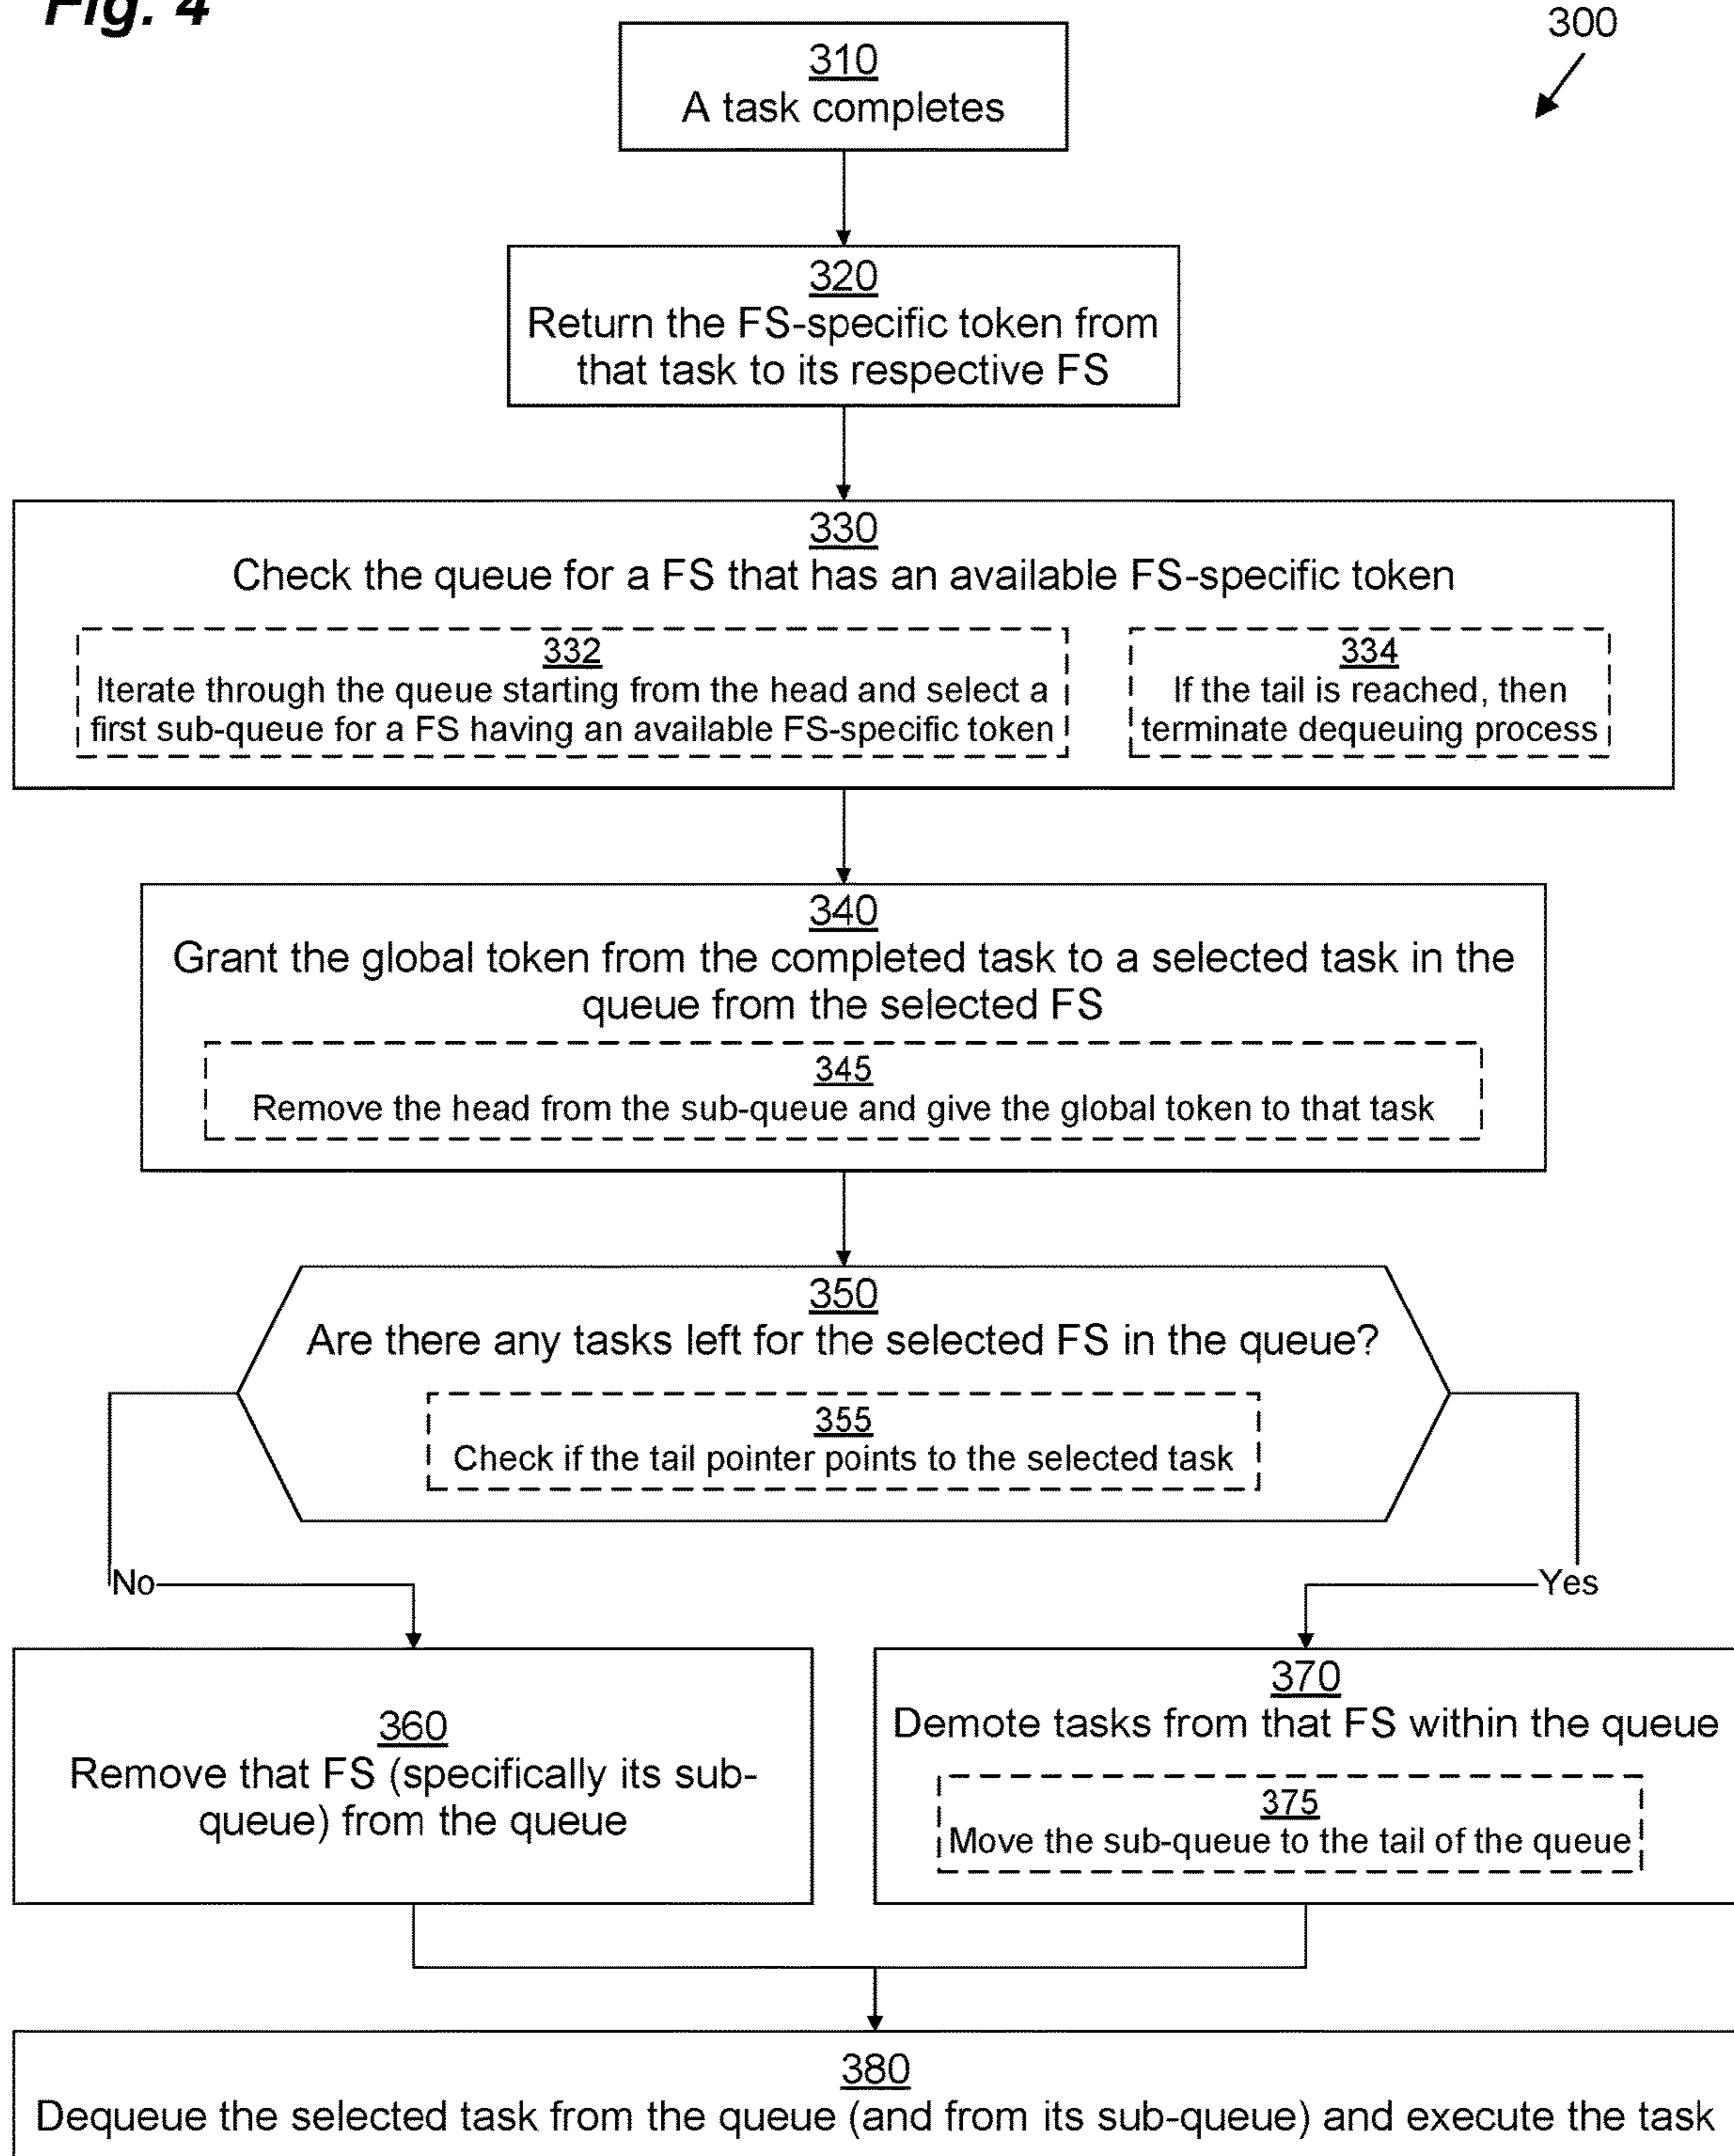 Fig. 4
300
310
A task completes
320
Return the FS-specific token from
that task to its respective FS
330
Check the queue for a FS that has an available FS-specific token
332
Iterate through the queue starting from the head and select a
first sub-queue for a FS having an available FS-specific token
334
If the tail is reached, then
terminate dequeuing process
340
Grant the global token from the completed task to a selected task in the
queue from the selected FS
345
Remove the head from the sub-queue and give the global token to that task
350
Are there any tasks left for the selected FS in the queue?
355
Check if the tail pointer points to the selected task
No
Yes
360
Remove that FS (specifically its sub-
queue) from the queue
370
Demote tasks from that FS within the queue
375
Move the sub-queue to the tail of the queue
380
Dequeue the selected task from the queue (and from its sub-queue) and execute the task